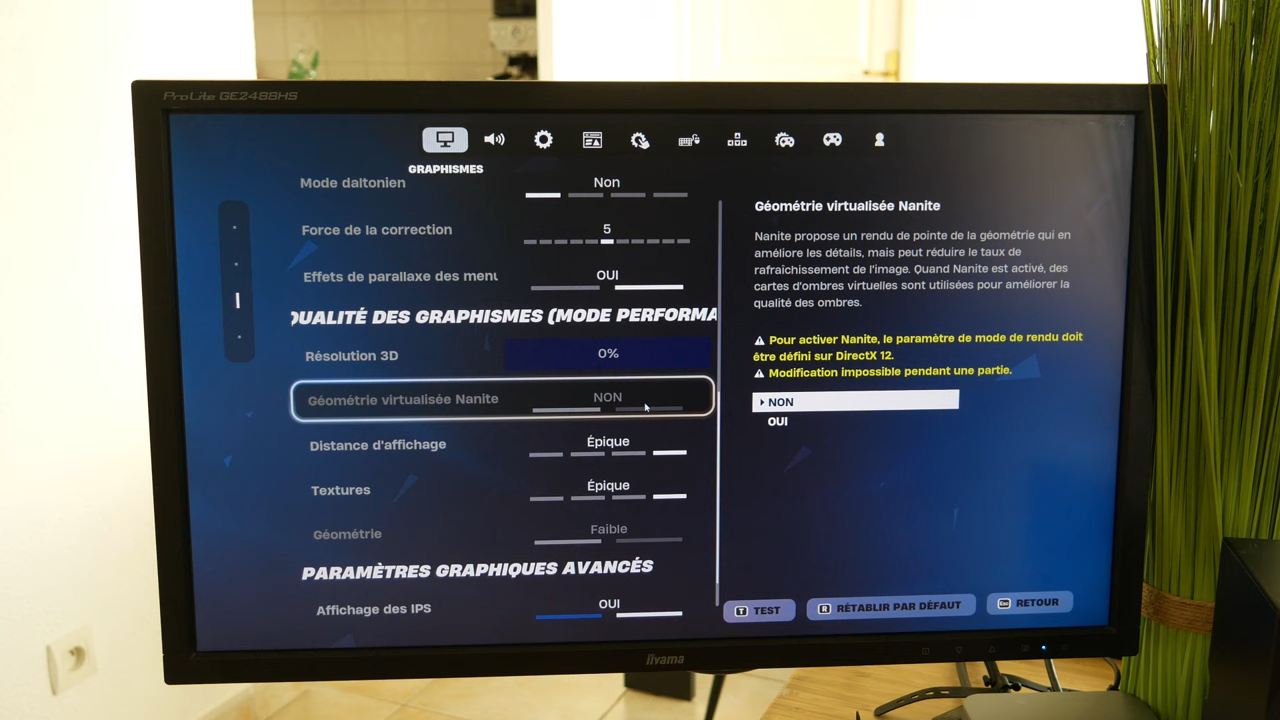 ProLite GE2488HS
GRAPHISMES
Mode daltonien
Non
Force de la correction
5
Effets de parallaxe des menu
OUI
QUALITÉ DES GRAPHISMES (MODE PERFORMA
Résolution 3D
0%
Géométrie virtualisée Nanite
NON
Distance d'affichage
Épique
Textures
Épique
Géométrie
Faible
PARAMÈTRES GRAPHIQUES AVANCÉS
Affichage des IPS
OUI
Géométrie virtualisée Nanite
Nanite propose un rendu de pointe de la géométrie qui en
améliore les détails, mais peut réduire le taux de
rafraichissement de l'image. Quand Nanite est activé, des
cartes d'ombres virtuelles sont utilisées pour améliorer la
qualité des ombres.
Pour activer Nanite, le paramètre de mode de rendu doit
être défini sur DirectX 12.
Modification impossible pendant une partie.
NON
OUI
T TEST
R RÉTABLIR PAR DÉFAUT
Esc RETOUR
iiyama